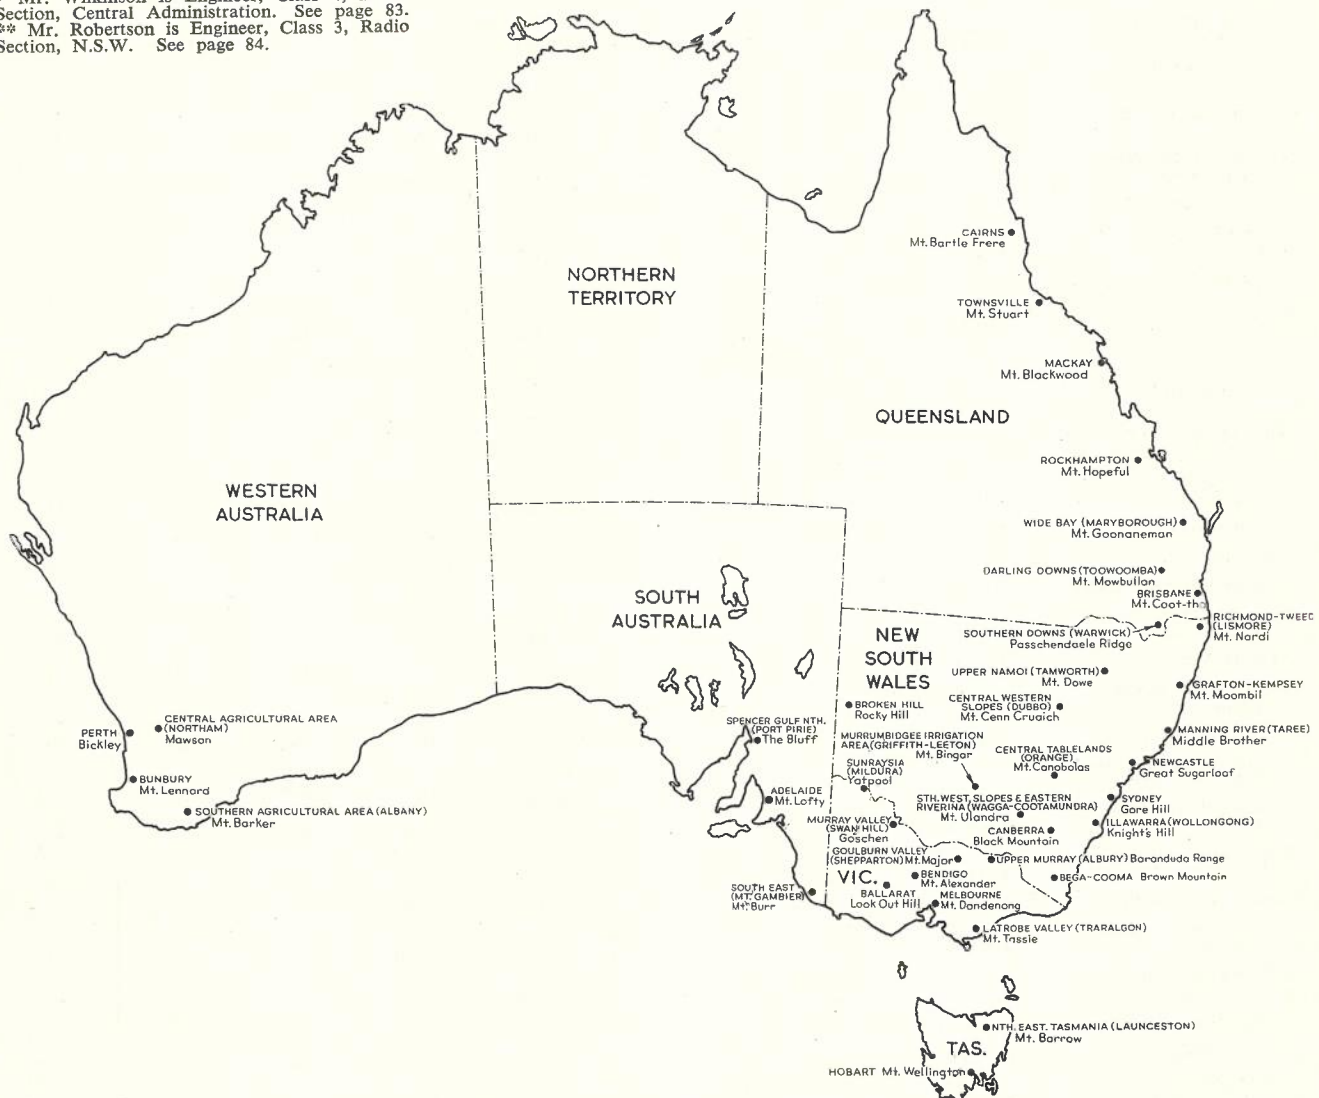 Section, Central Administration. See page 83.
** Mr. Robertson is Engineer, Class 3, Radio
Section, N.S.W. See page 84.
NORTHERN
TERRITORY
CAIRNS
Mt. Bartle Frere
TOWNSVILLE
Mt. Stuart
MACKAY
Mt. Blackwood
QUEENSLAND
ROCKHAMPTON
Mt. Hopeful
WESTERN
AUSTRALIA
WIDE BAY (MARYBOROUGH)
Mt. Goonaneman
DARLING DOWNS (TOOWOOMBA)
Mt. Mowbullan
BRISBANE
Mt. Coot-tha
SOUTH
AUSTRALIA
RICHMOND-TWEED
(LISMORE)
Mt. Nardi
SOUTHERN DOWNS (WARWICK)
Passchendaele Ridge
NEW
SOUTH
WALES
UPPER NAMOI (TAMWORTH)
Mt. Dowe
GRAFTON-KEMPSEY
Mt. Moombil
CENTRAL WESTERN
SLOPES (DUBBO)
Mt. Cenn Cruaich
BROKEN HILL
Rocky Hill
CENTRAL AGRICULTURAL AREA
(NORTHAM)
Mawson
PERTH
Bickley
SPENCER GULF NTH.
(PORT PIRIE)
The Bluff
MANNING RIVER (TAREE)
Middle Brother
MURRUMBIDGEE IRRIGATION
AREA (GRIFFITH-LEETON)
Mt. Bingar
CENTRAL TABLELANDS
(ORANGE)
Mt. Canobolas
NEWCASTLE
Great Sugarloaf
SUNRAYSIA
(MILDURA)
Yatpool
BUNBURY
Mt. Lennard
ADELAIDE
Mt. Lofty
STH. WEST. SLOPES & EASTERN
RIVERINA (WAGGA-COOTAMUNDRA)
Mt. Ulandra
SYDNEY
Gore Hill
SOUTHERN AGRICULTURAL AREA (ALBANY)
Mt. Barker
MURRAY VALLEY
(SWAN HILL)
Goschen
CANBERRA
Black Mountain
ILLAWARRA (WOLLONGONG)
Knight's Hill
GOULBURN VALLEY
(SHEPPARTON) Mt. Major
UPPER MURRAY (ALBURY) Baranduda Range
VIC.
BENDIGO
Mt. Alexander
BEGA-COOMA Brown Mountain
SOUTH EAST
(MT. GAMBIER)
Mt. Burr
BALLARAT
Look Out Hill
MELBOURNE
Mt. Dandenong
LATROBE VALLEY (TRARALGON)
Mt. Tassie
NTH. EAST. TASMANIA (LAUNCESTON)
Mt. Barrow
TAS.
HOBART Mt. Wellington